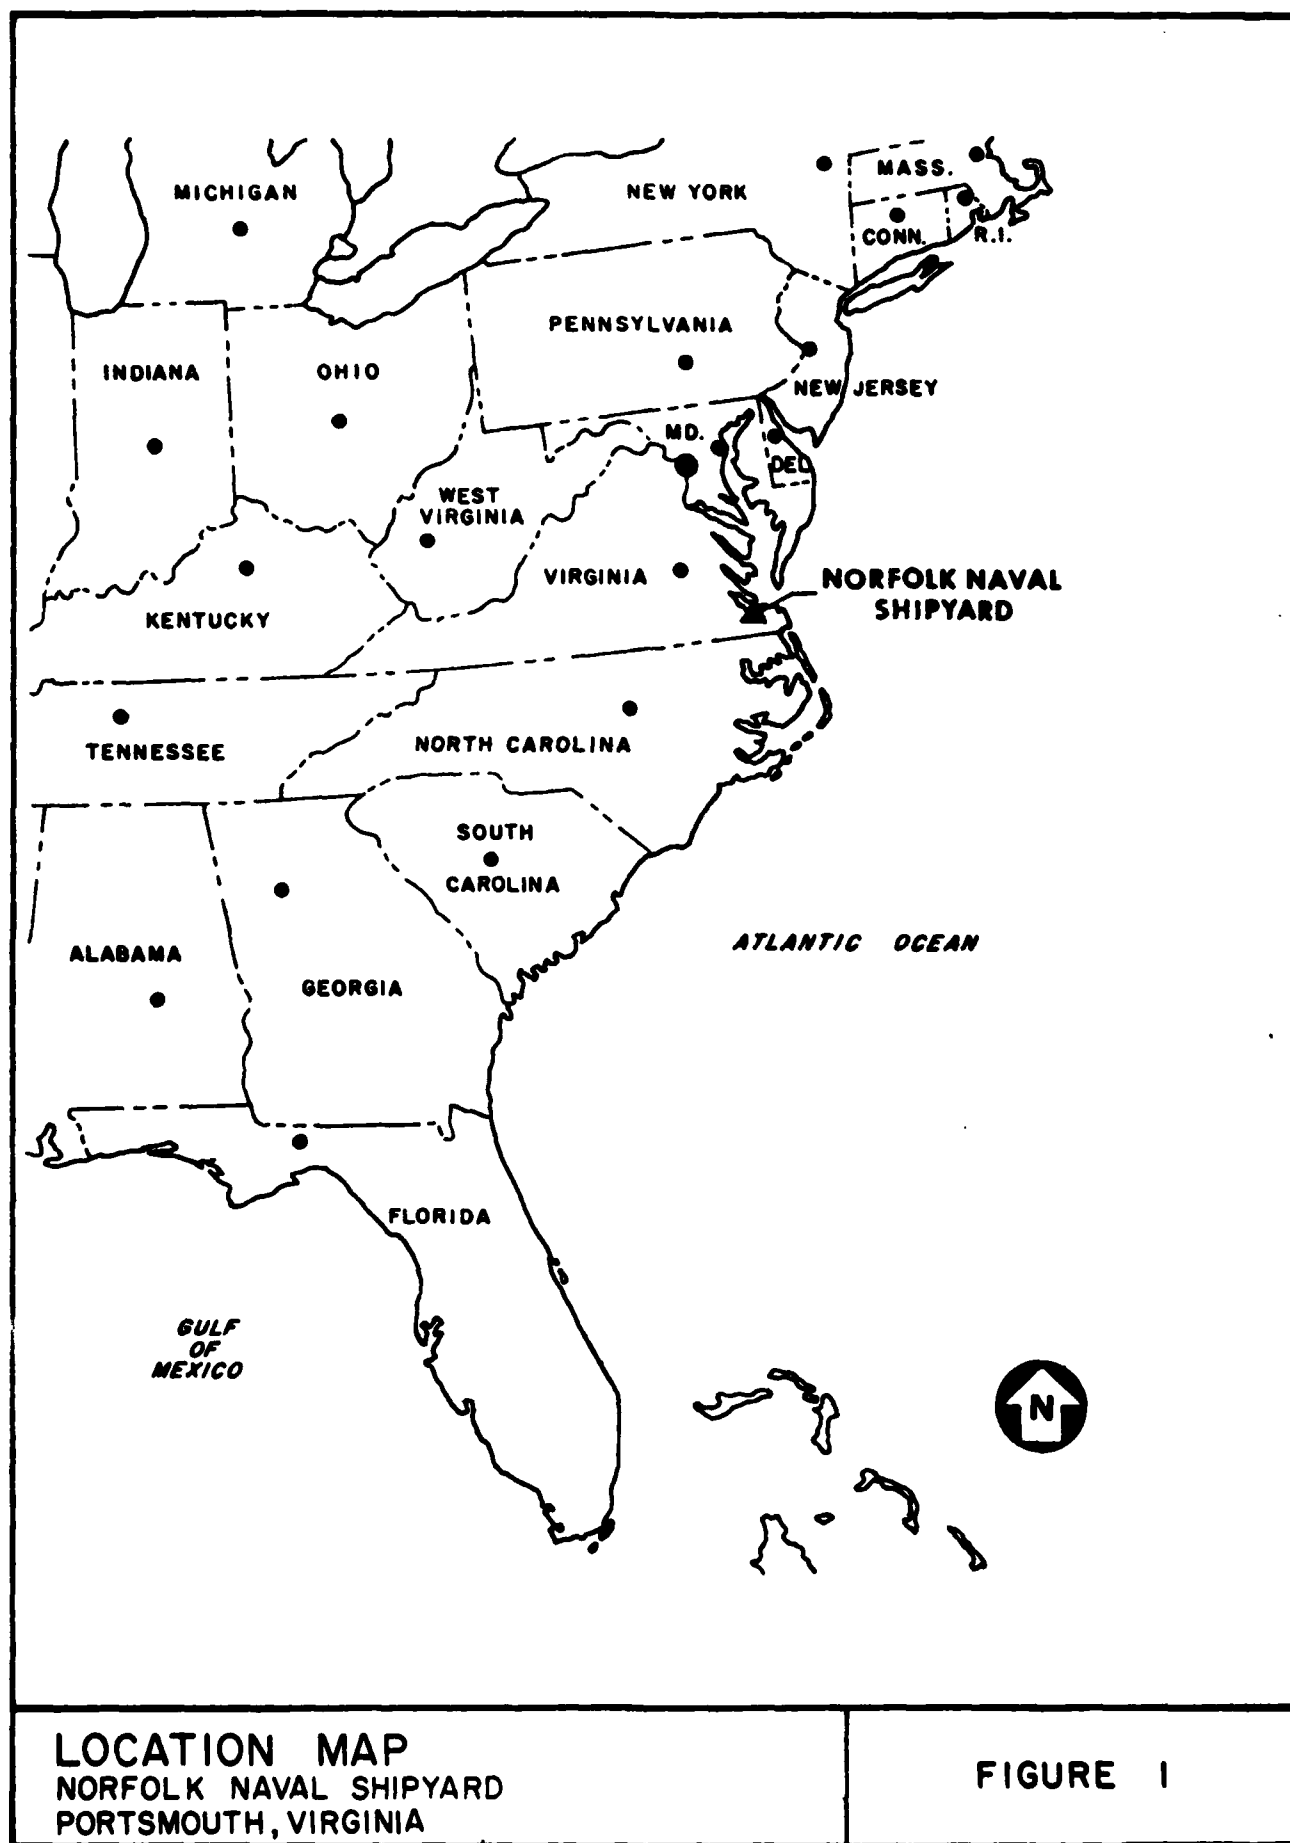 MICHIGAN
NEW YORK
MASS.
CONN.
R.I.
PENNSYLVANIA
INDIANA
OHIO
NEW JERSEY
MD.
DEL
WEST
VIRGINIA
VIRGINIA
NORFOLK NAVAL
SHIPYARD
KENTUCKY
TENNESSEE
NORTH CAROLINA
SOUTH
CAROLINA
ALABAMA
GEORGIA
ATLANTIC OCEAN
FLORIDA
GULF
OF
MEXICO
N
LOCATION MAP
NORFOLK NAVAL SHIPYARD
PORTSMOUTH, VIRGINIA
FIGURE 1